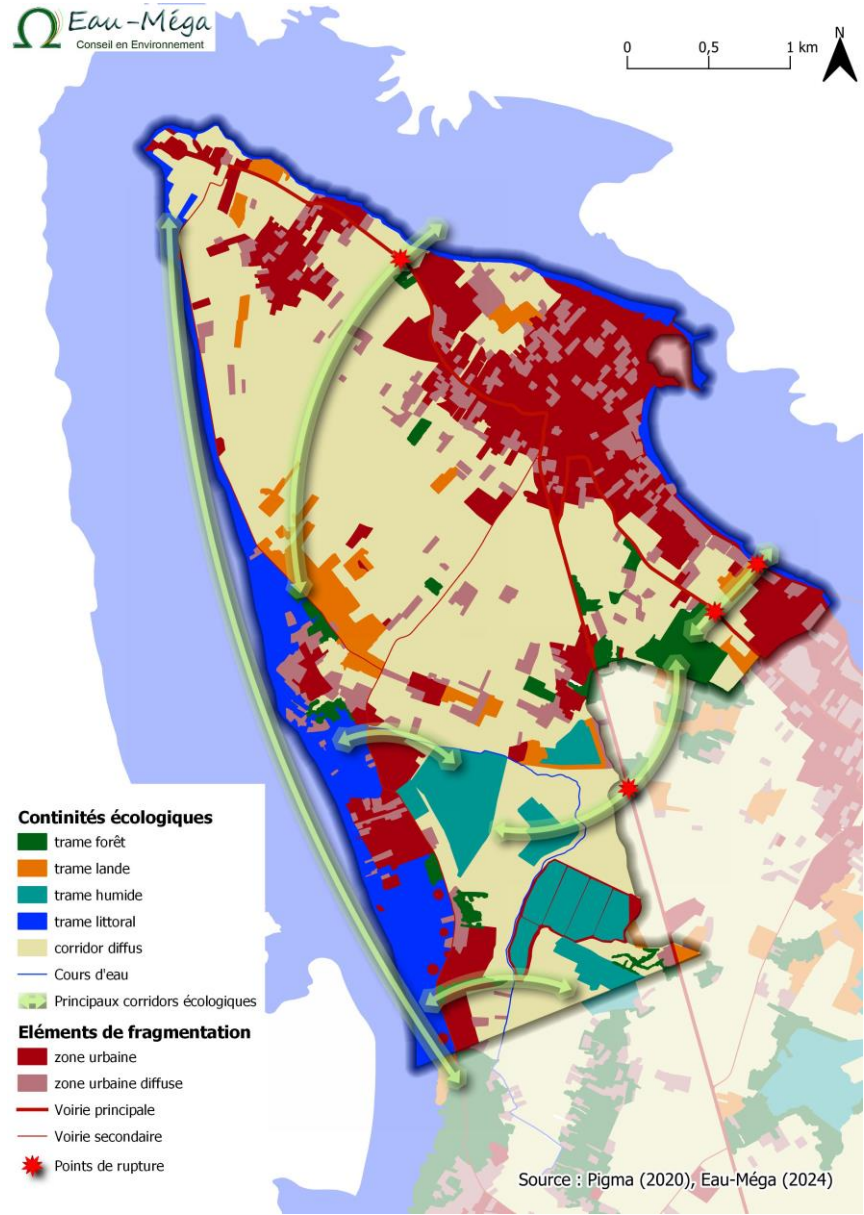 Eau-Méga
Conseil en Environnement
0 0,5 1 km
N
Continités écologiques
trame forêt
trame lande
trame humide
trame littoral
corridor diffus
Cours d'eau
Principaux corridors écologiques
Eléments de fragmentation
zone urbaine
zone urbaine diffuse
Voirie principale
Voirie secondaire
Points de rupture
Source : Pigma (2020), Eau-Méga (2024)